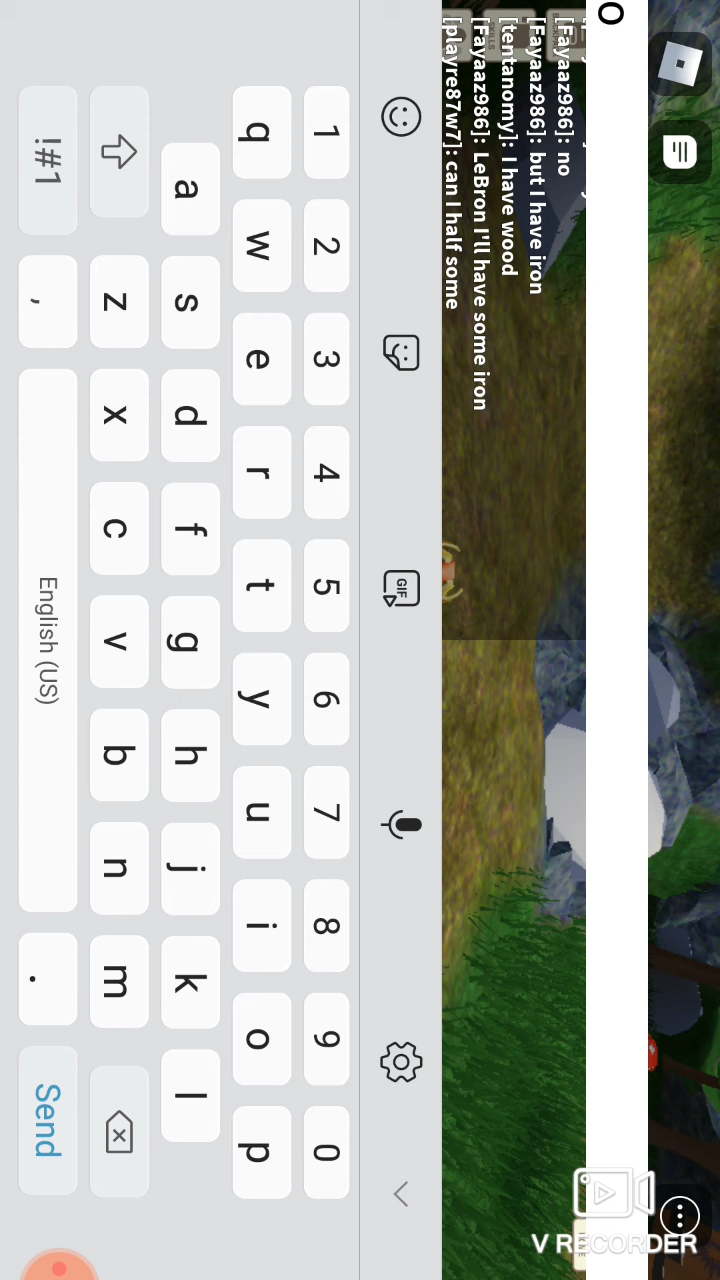 [Fayaaz986]: no
[Fayaaz986]: but I have iron
[tentanomy]: I have wood
[Fayaaz986]: LeBron I'll have some iron
[playre87w7]: can I half some
o
GIF
1 2 3 4 5 6 7 8 9 0
q w e r t y u i o p
a s d f g h j k l
z x c v b n m
!#1 , English (US) . Send
V RECORDER